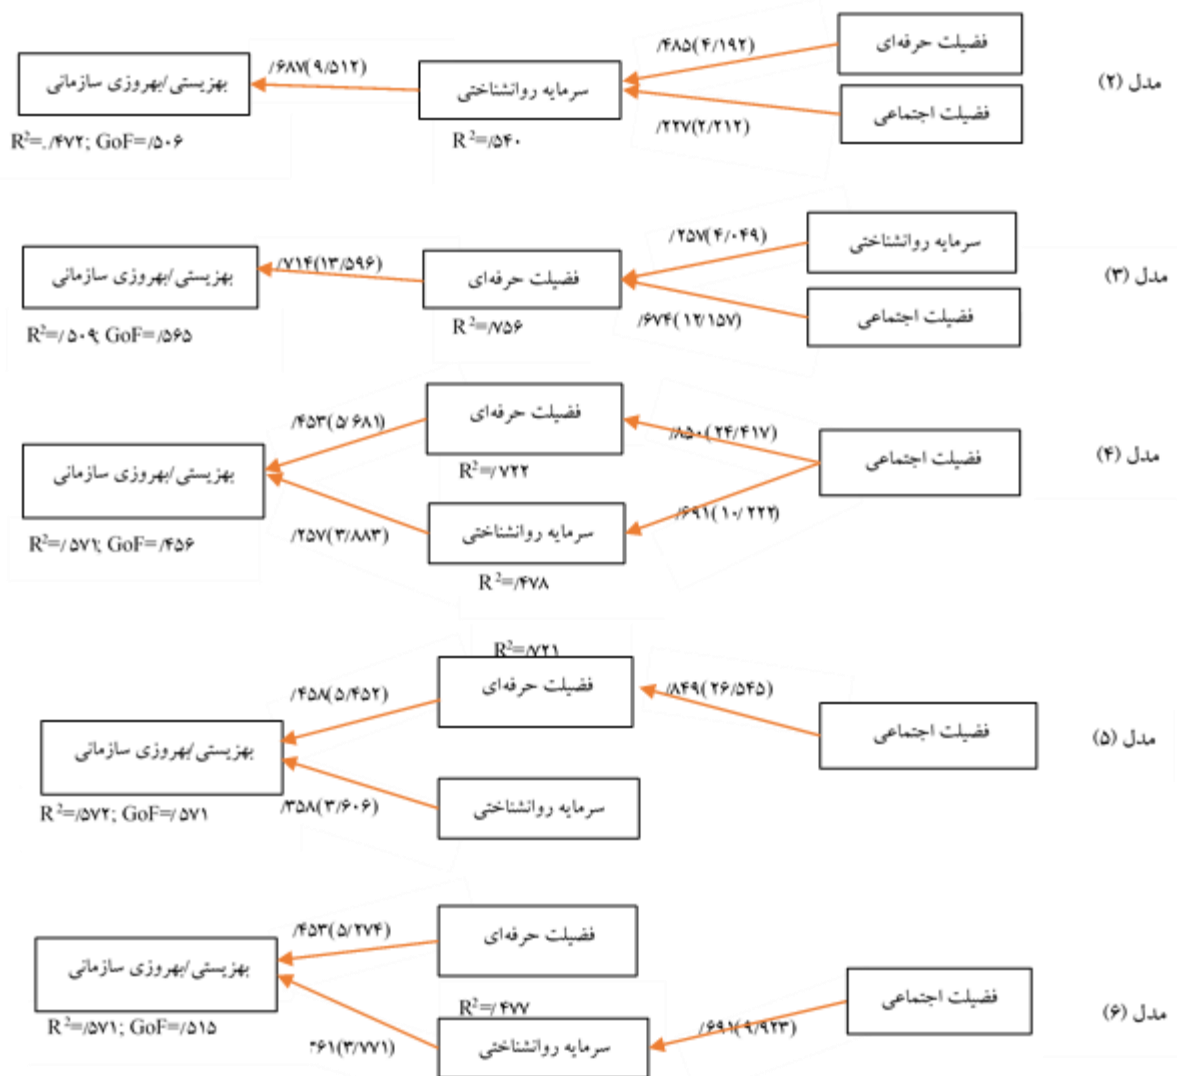 مدل (۲)
فضیلت حرفه‌ای
فضیلت اجتماعی
/۴۸۵(۴/۱۹۲)
/۲۲۷(۲/۲۱۲)
سرمایه روانشناختی
R²=/۵۴۰
/۶۸۷(۹/۵۱۲)
بهزیستی/بهروزی سازمانی
R²=./۴۷۲; GoF=/۵۰۶
مدل (۳)
سرمایه روانشناختی
فضیلت اجتماعی
/۲۵۷(۴/۰۴۹)
/۶۷۴(۱۲/۱۵۷)
فضیلت حرفه‌ای
R²=/۷۵۶
/۷۱۴(۱۳/۵۹۶)
بهزیستی/بهروزی سازمانی
R²=/۵۰۹; GoF=/۵۶۵
مدل (۴)
فضیلت اجتماعی
/۸۵۰(۲۴/۴۱۷)
/۶۹۱(۱۰/۲۲۲)
فضیلت حرفه‌ای
R²=/۷۲۲
سرمایه روانشناختی
R²=/۴۷۸
/۴۵۳(۵/۶۸۱)
/۲۵۷(۳/۸۸۳)
بهزیستی/بهروزی سازمانی
R²=/۵۷۱; GoF=/۴۵۶
مدل (۵)
فضیلت اجتماعی
/۸۴۹(۲۶/۵۴۵)
R²=/۷۲۱
فضیلت حرفه‌ای
سرمایه روانشناختی
/۴۵۸(۵/۴۵۲)
/۳۵۸(۳/۶۰۶)
بهزیستی/بهروزی سازمانی
R²=/۵۷۲; GoF=/۵۷۱
مدل (۶)
فضیلت اجتماعی
/۶۹۱(۹/۹۲۳)
فضیلت حرفه‌ای
R²=/۴۷۷
سرمایه روانشناختی
/۴۵۳(۵/۲۷۴)
۶۱(۳/۷۷۱)
بهزیستی/بهروزی سازمانی
R²=/۵۷۱; GoF=/۵۱۵